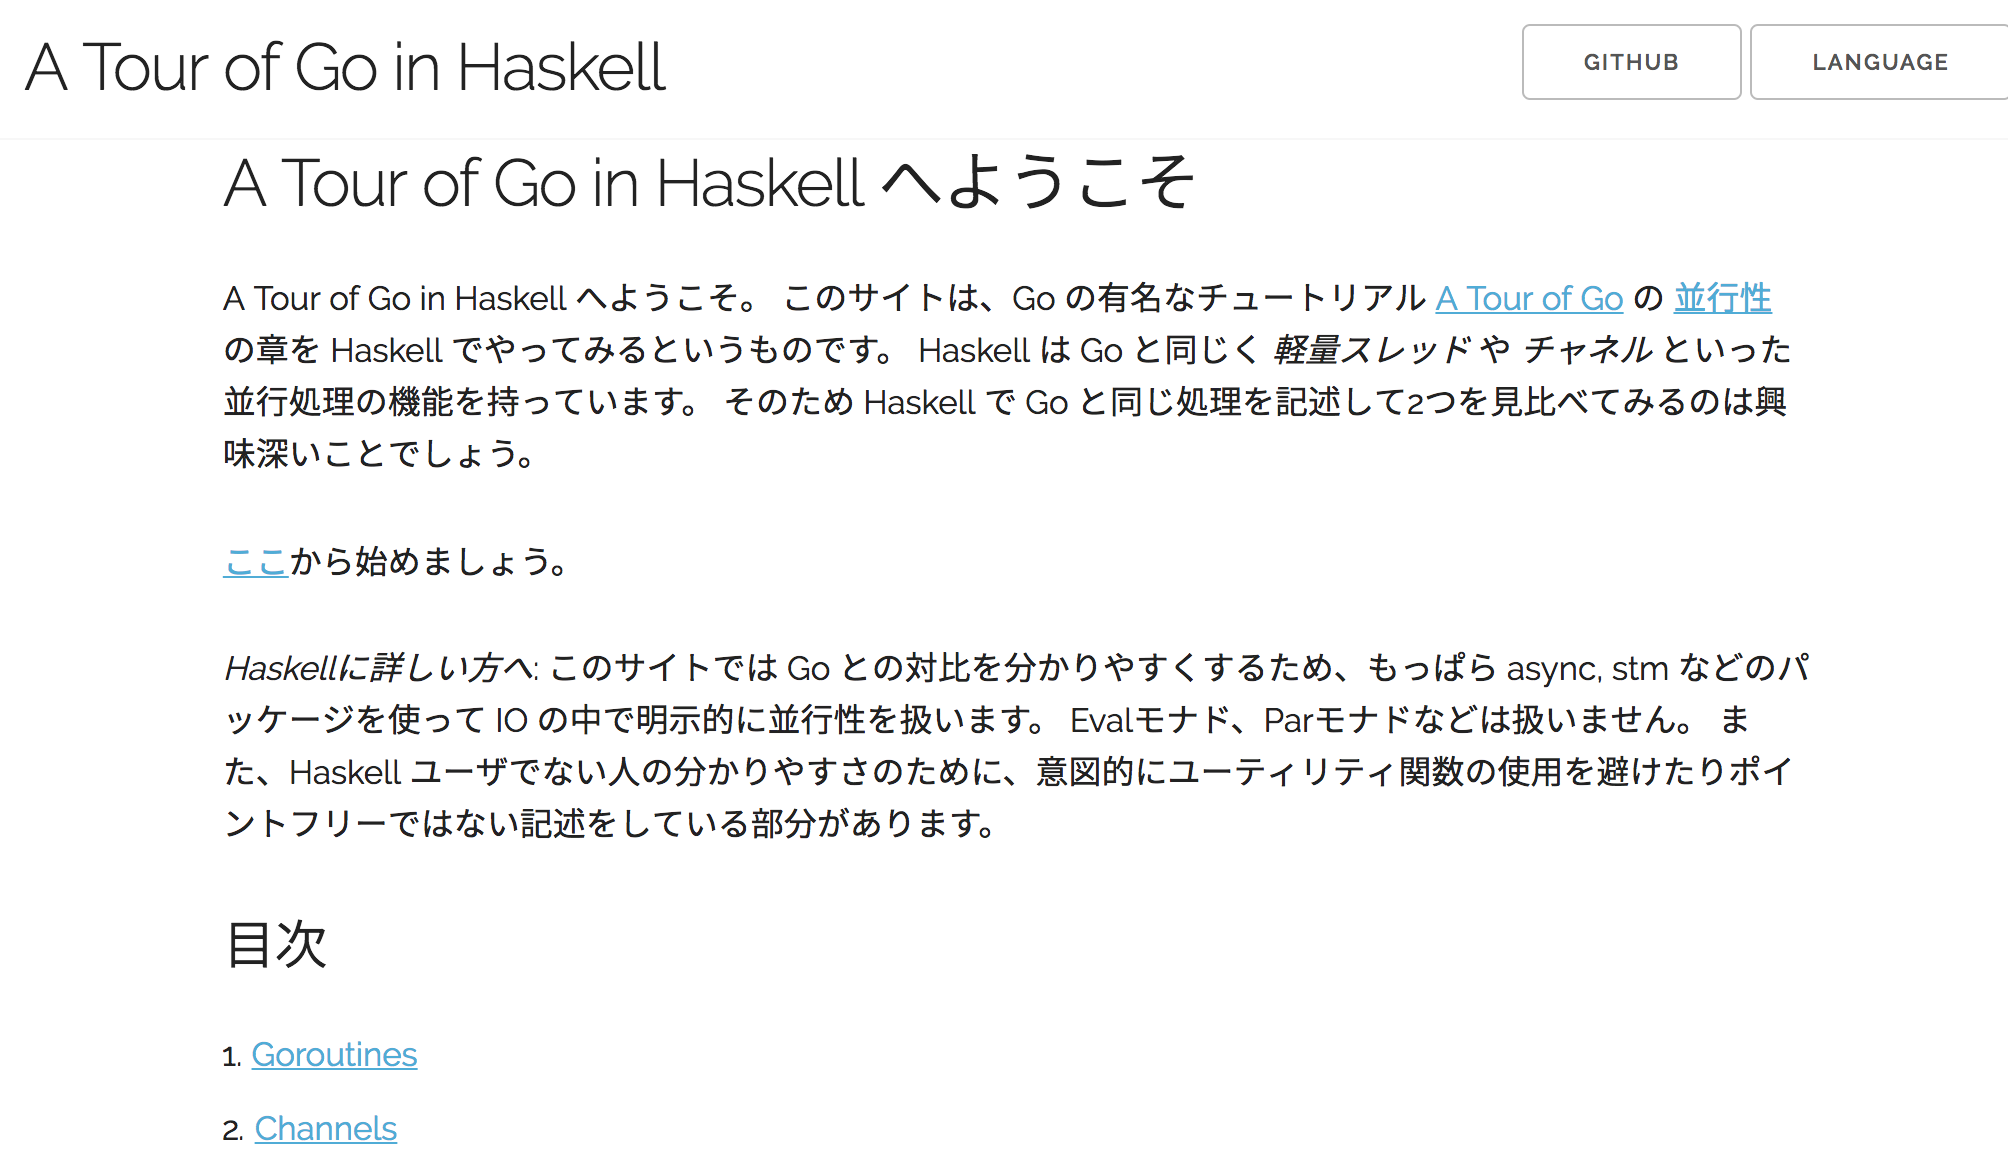 A Tour of Go in Haskell
GITHUB
LANGUAGE
A Tour of Go in Haskell へようこそ
A Tour of Go in Haskell へようこそ。 このサイトは、Go の有名なチュートリアル A Tour of Go の 並行性
の章を Haskell でやってみるというものです。 Haskell は Go と同じく 軽量スレッド や チャネル といった
並行処理の機能を持っています。 そのため Haskell で Go と同じ処理を記述して2つを見比べてみるのは興
味深いことでしょう。
ここから始めましょう。
Haskellに詳しい方へ: このサイトでは Go との対比を分かりやすくするため、もっぱら async, stm などのパ
ッケージを使って IO の中で明示的に並行性を扱います。 Evalモナド、Parモナドなどは扱いません。 ま
た、Haskell ユーザでない人の分かりやすさのために、意図的にユーティリティ関数の使用を避けたりポイ
ントフリーではない記述をしている部分があります。
目次
1. Goroutines
2. Channels